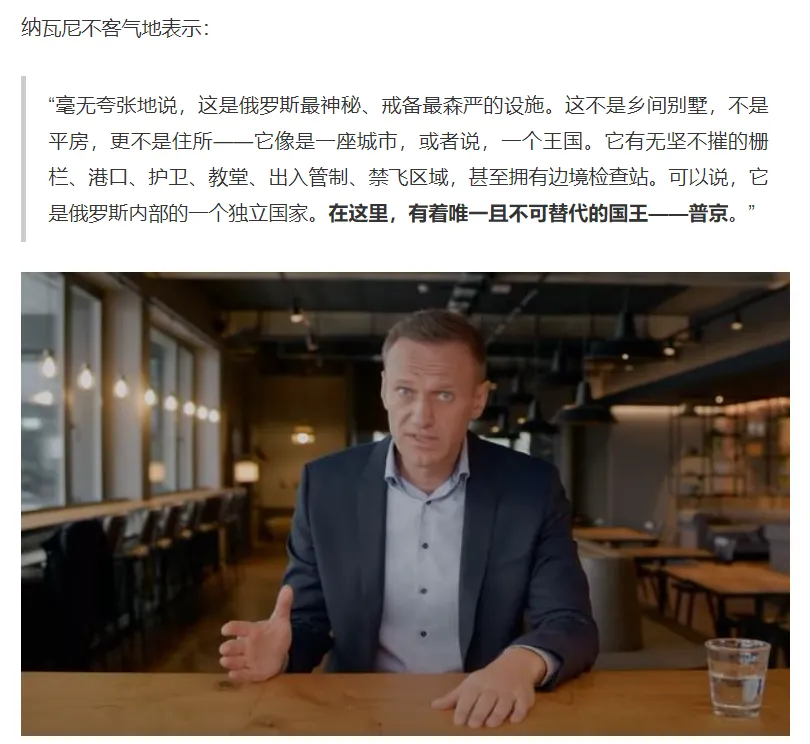 纳瓦尼不客气地表示：
“毫无夸张地说，这是俄罗斯最神秘、戒备最森严的设施。这不是乡间别墅，不是
平房，更不是住所——它像是一座城市，或者说，一个王国。它有无坚不摧的栅
栏、港口、护卫、教堂、出入管制、禁飞区域，甚至拥有边境检查站。可以说，它
是俄罗斯内部的一个独立国家。在这里，有着唯一且不可替代的国王——普京。”